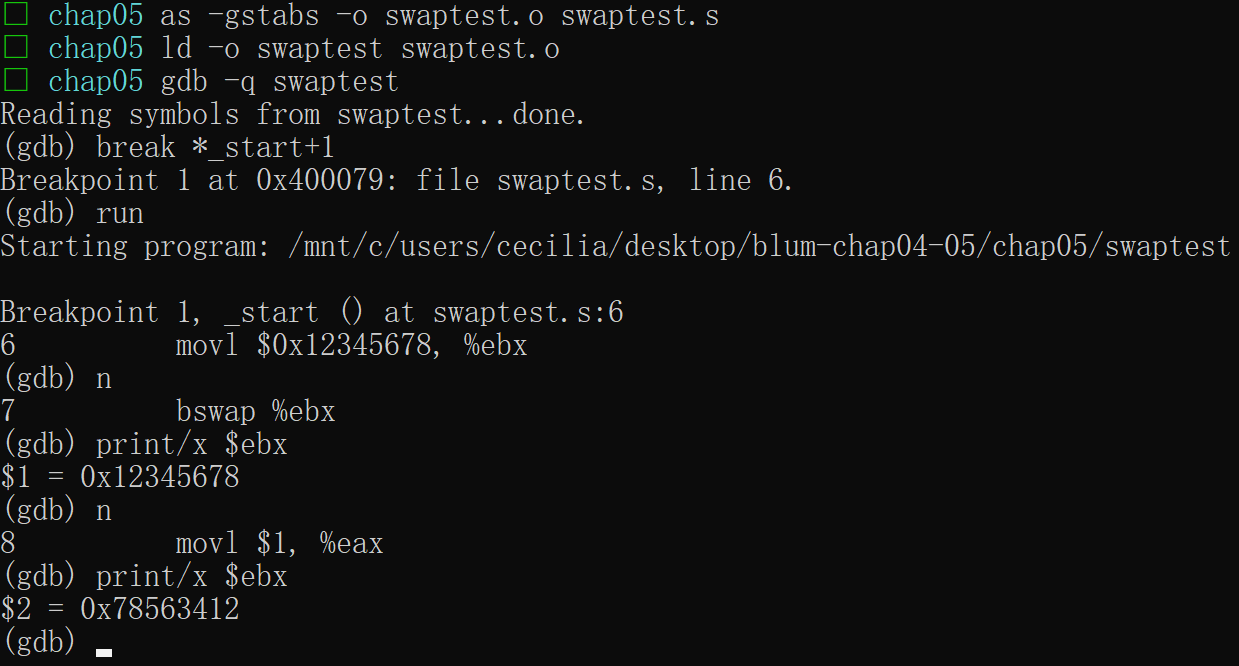 □ chap05 as -gstabs -o swaptest.o swaptest.s
□ chap05 ld -o swaptest swaptest.o
□ chap05 gdb -q swaptest
Reading symbols from swaptest...done.
(gdb) break *_start+1
Breakpoint 1 at 0x400079: file swaptest.s, line 6.
(gdb) run
Starting program: /mnt/c/users/cecilia/desktop/blum-chap04-05/chap05/swaptest
Breakpoint 1, _start () at swaptest.s:6
6          movl $0x12345678, %ebx
(gdb) n
7          bswap %ebx
(gdb) print/x $ebx
$1 = 0x12345678
(gdb) n
8          movl $1, %eax
(gdb) print/x $ebx
$2 = 0x78563412
(gdb)